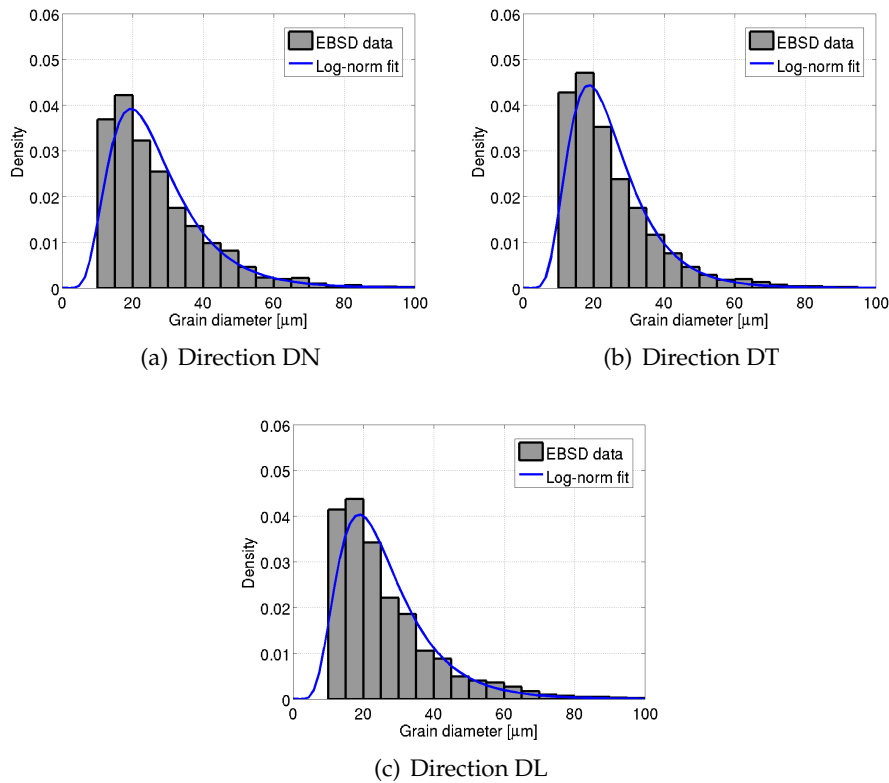 0.06
0.05
0.04
0.03
0.02
0.01
0
Density
EBSD data
Log-norm fit
0 20 40 60 80 100
Grain diameter [µm]
(a) Direction DN
0.06
0.05
0.04
0.03
0.02
0.01
0
Density
EBSD data
Log-norm fit
0 20 40 60 80 100
Grain diameter [µm]
(b) Direction DT
0.06
0.05
0.04
0.03
0.02
0.01
0
Density
EBSD data
Log-norm fit
0 20 40 60 80 100
Grain diameter [µm]
(c) Direction DL